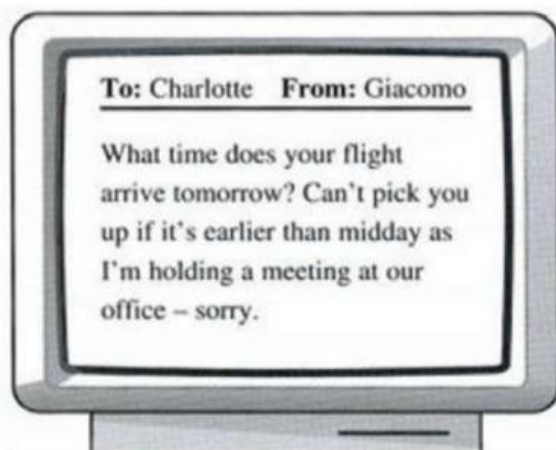 To: Charlotte From: Giacomo
What time does your flight
arrive tomorrow? Can't pick you
up if it's earlier than midday as
I'm holding a meeting at our
office – sorry.